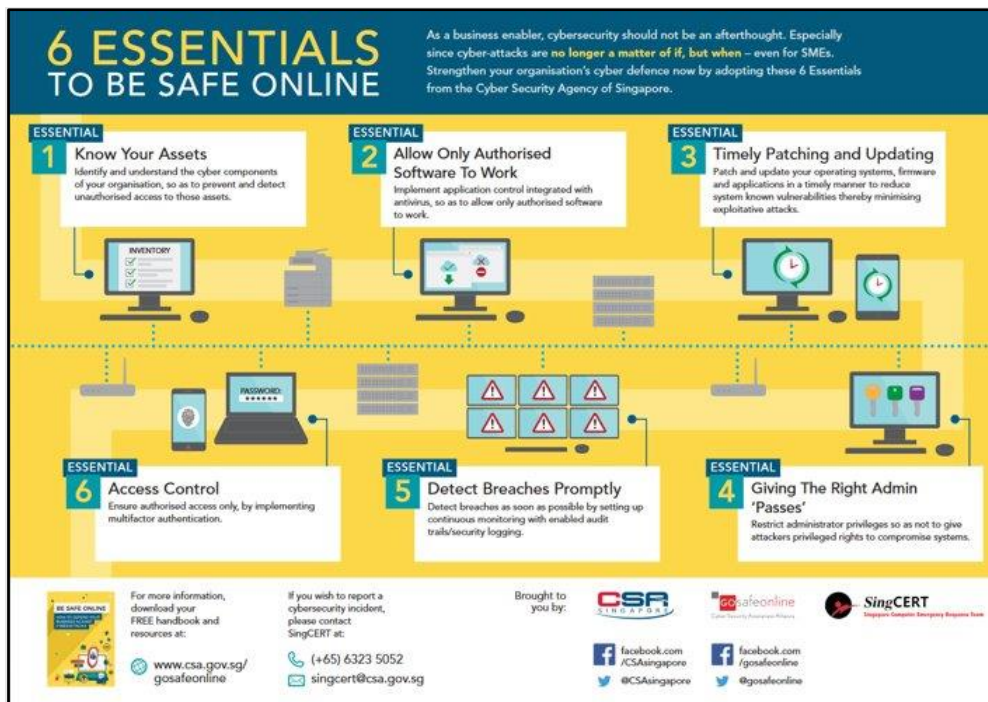 6 ESSENTIALS
TO BE SAFE ONLINE
As a business enabler, cybersecurity should not be an afterthought. Especially
since cyber-attacks are no longer a matter of if, but when – even for SMEs.
Strengthen your organisation's cyber defence now by adopting these 6 Essentials
from the Cyber Security Agency of Singapore.
ESSENTIAL
1
Know Your Assets
Identify and understand the cyber components
of your organisation, so as to prevent and detect
unauthorised access to those assets.
INVENTORY
ESSENTIAL
2
Allow Only Authorised
Software To Work
Implement application control integrated with
antivirus, so as to allow only authorised software
to work.
ESSENTIAL
3
Timely Patching and Updating
Patch and update your operating systems, firmware
and applications in a timely manner to reduce
system known vulnerabilities thereby minimising
exploitative attacks.
PASSWORD:
******
ESSENTIAL
6
Access Control
Ensure authorised access only, by implementing
multifactor authentication.
ESSENTIAL
5
Detect Breaches Promptly
Detect breaches as soon as possible by setting up
continuous monitoring with enabled audit
trails/security logging.
ESSENTIAL
4
Giving The Right Admin
'Passes'
Restrict administrator privileges so as not to give
attackers privileged rights to compromise systems.
BE SAFE ONLINE
For more information,
download your
FREE handbook and
resources at:
www.csa.gov.sg/
gosafeonline
If you wish to report a
cybersecurity incident,
please contact
SingCERT at:
(+65) 6323 5052
singcert@csa.gov.sg
Brought to
you by:
CSA
SINGAPORE
GOsafeonline
Cyber Security Awareness Alliance
SingCERT
Singapore Computer Emergency Response Team
facebook.com
/CSAsingapore
@CSAsingapore
facebook.com
/gosafeonline
@gosafeonline